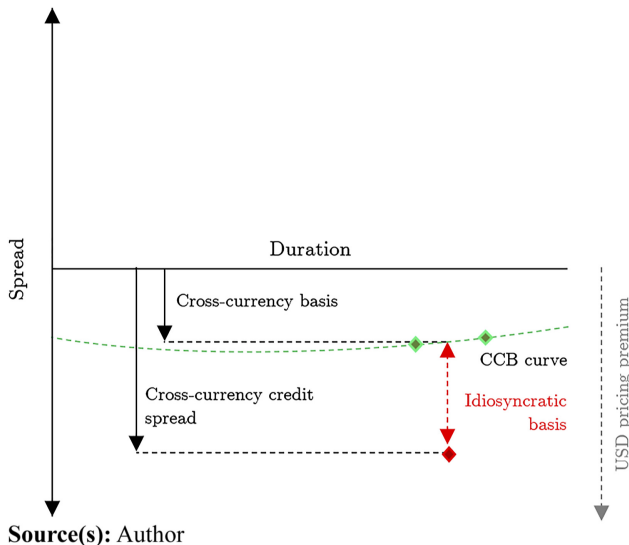 Spread
Duration
Cross-currency basis
CCB curve
Cross-currency credit
spread
Idiosyncratic
basis
USD pricing premium
Source(s): Author